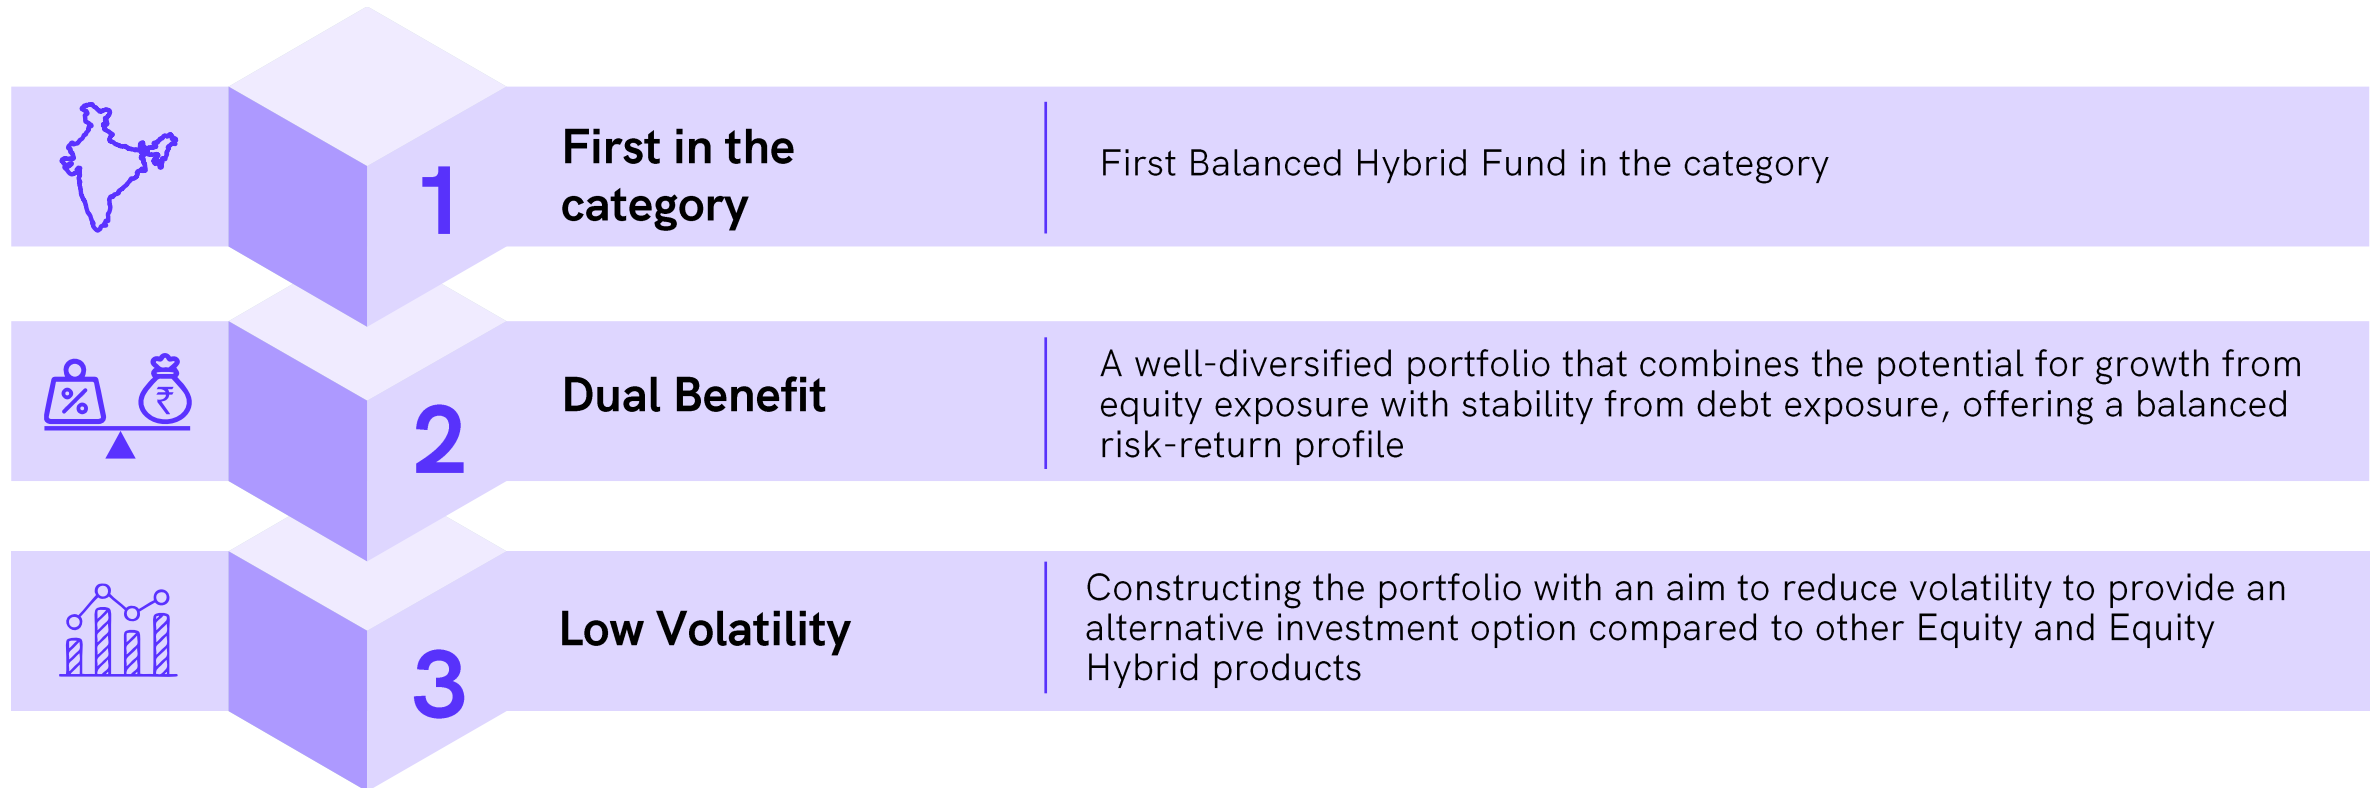 1
First in the
category
First Balanced Hybrid Fund in the category
%
₹
2
Dual Benefit
A well-diversified portfolio that combines the potential for growth from
equity exposure with stability from debt exposure, offering a balanced
risk-return profile
3
Low Volatility
Constructing the portfolio with an aim to reduce volatility to provide an
alternative investment option compared to other Equity and Equity
Hybrid products